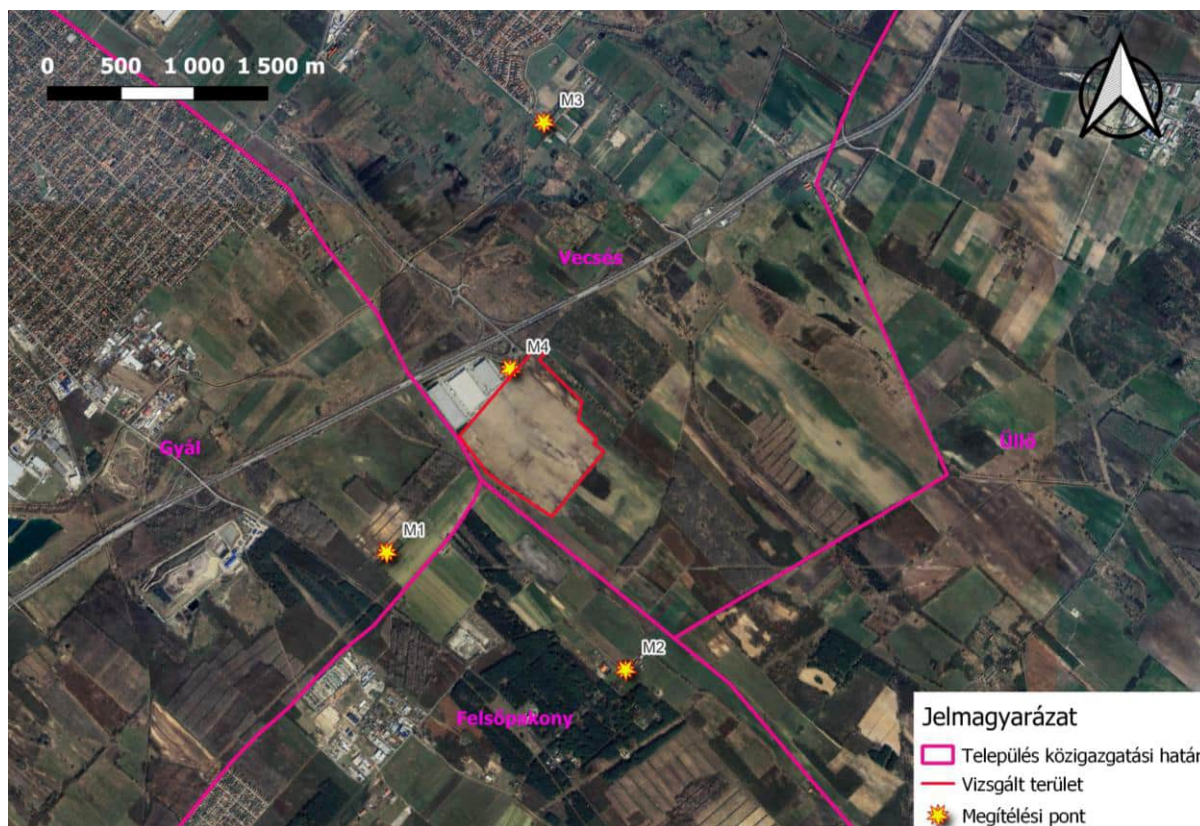 0 500 1 000 1 500 m
M3
Vecsés
M4
Gyál
Üllő
M1
M2
Felsőpakony
Jelmagyarázat
Település közigazgatási határ
Vizsgált terület
Megítélési pont